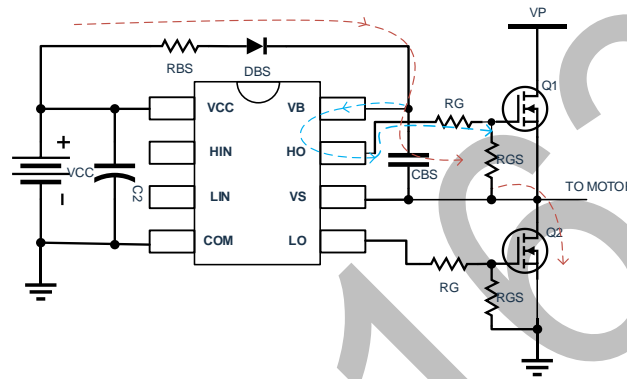 VP
RBS
DBS
Q1
RG
VCC
VB
HIN
HO
RGS
VCC
C2
CBS
LIN
VS
TO MOTOR
COM
LO
Q2
RG
RGS